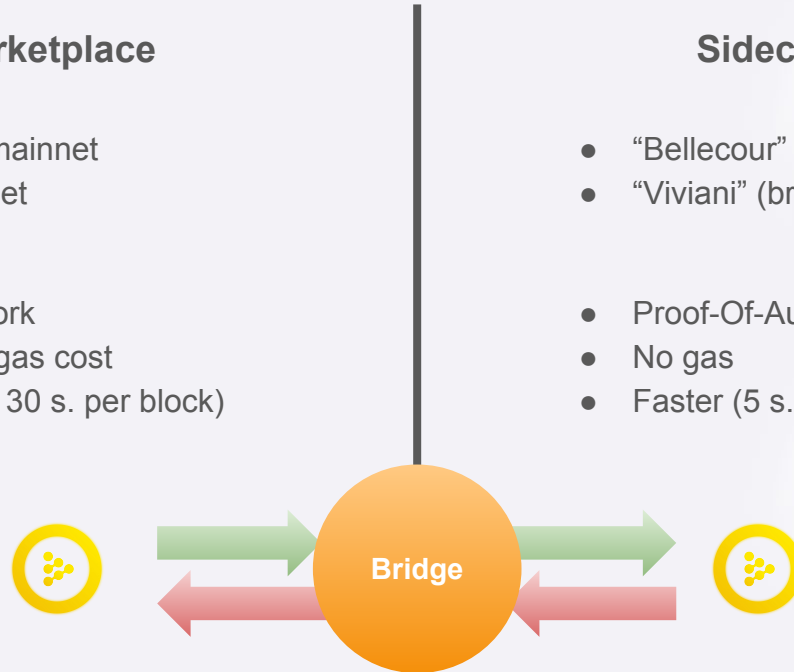 rketplace
mainnet
et
ork
gas cost
30 s. per block)
Sidec
● “Bellecour”
● “Viviani” (br
● Proof-Of-Au
● No gas
● Faster (5 s.
Bridge